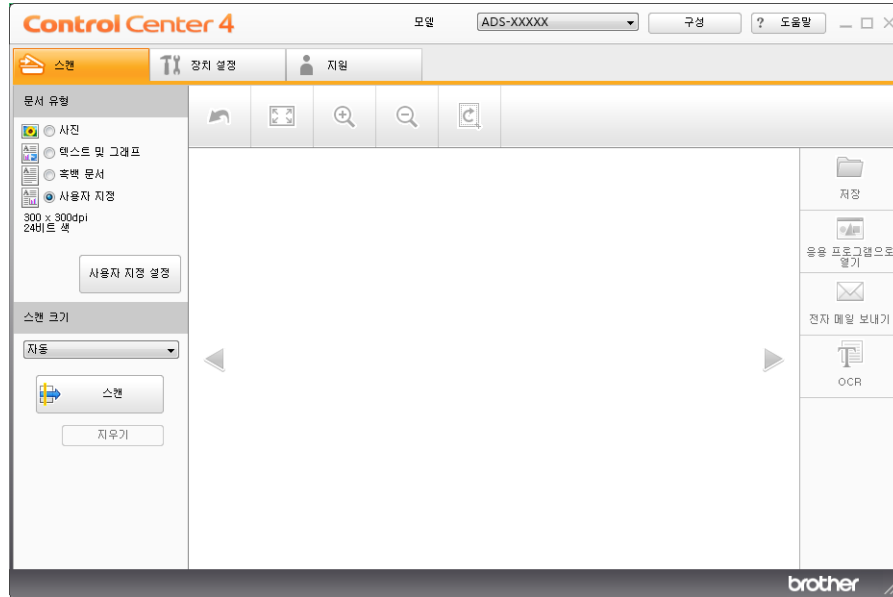 Control Center 4
모델
ADS-XXXXX
구성
? 도움말
스캔
장치 설정
지원
문서 유형
사진
텍스트 및 그래프
흑백 문서
사용자 지정
300 x 300dpi
24비트 색
사용자 지정 설정
스캔 크기
자동
스캔
지우기
저장
응용 프로그램으로
열기
전자 메일 보내기
OCR
brother